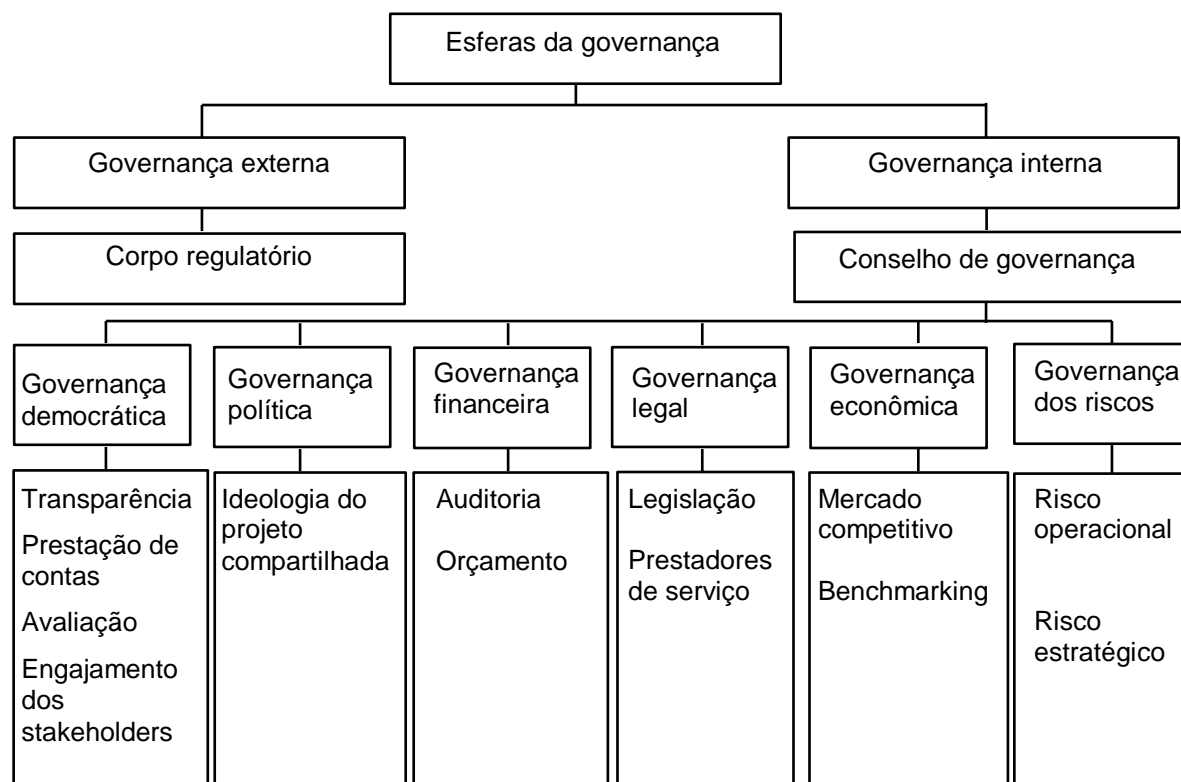 Esferas da governança
Governança externa
Governança interna
Corpo regulatório
Conselho de governança
Governança
democrática
Governança
política
Governança
financeira
Governança
legal
Governança
econômica
Governança
dos riscos
Transparência
Prestação de
contas
Avaliação
Engajamento
dos
stakeholders
Ideologia do
projeto
compartilhada
Auditoria
Orçamento
Legislação
Prestadores
de serviço
Mercado
competitivo
Benchmarking
Risco
operacional
Risco
estratégico